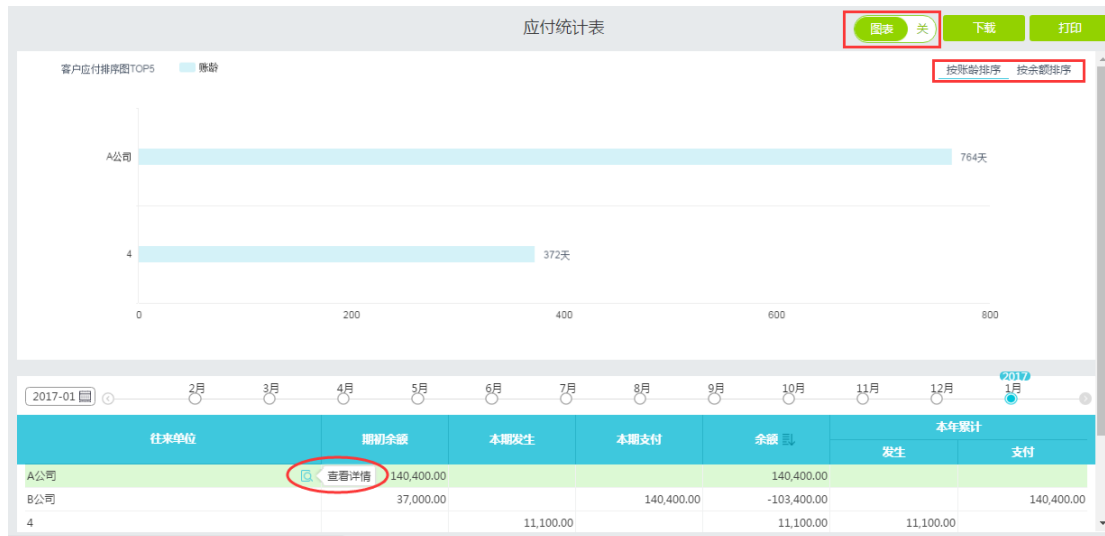 应付统计表
图表 关 下载 打印
客户应付排序图TOP5 账龄 按账龄排序 按余额排序
A公司 764天
4 372天
0 200 400 600 800
2017
2017-01 2月 3月 4月 5月 6月 7月 8月 9月 10月 11月 12月 1月
往来单位 期初余额 本期发生 本期支付 余额 本年累计
发生 支付
A公司 查看详情 140,400.00 140,400.00
B公司 37,000.00 140,400.00 -103,400.00 140,400.00
4 11,100.00 11,100.00 11,100.00